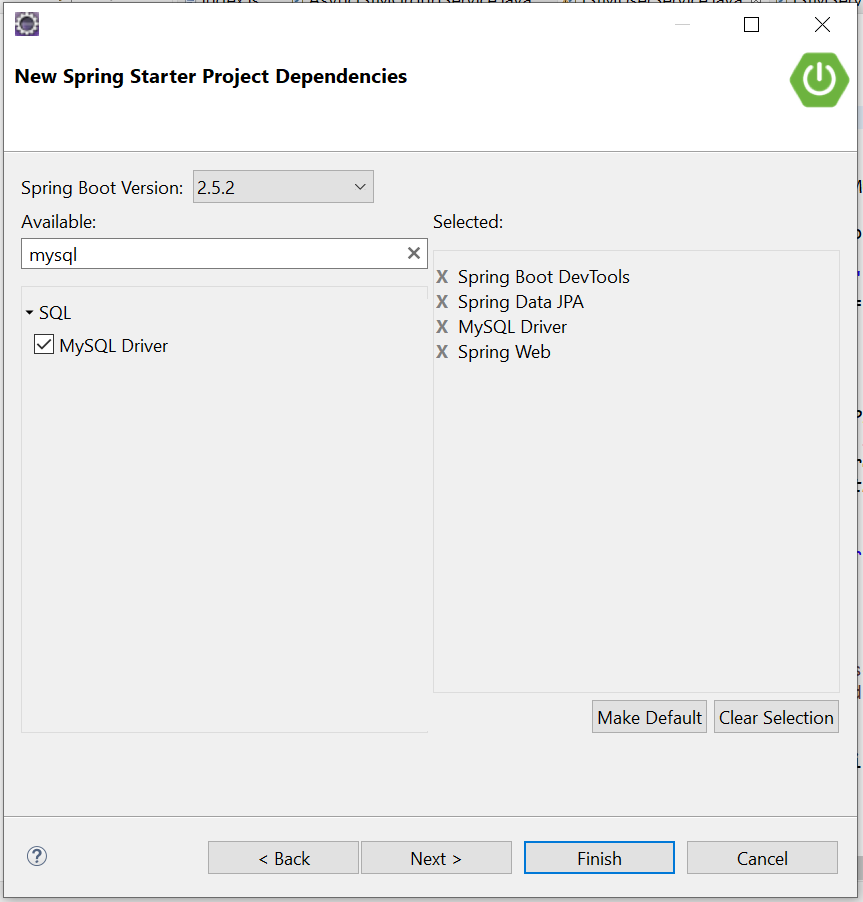 New Spring Starter Project Dependencies
Spring Boot Version: 2.5.2
Available:
Selected:
mysql
SQL
MySQL Driver
X Spring Boot DevTools
X Spring Data JPA
X MySQL Driver
X Spring Web
Make Default
Clear Selection
< Back
Next >
Finish
Cancel